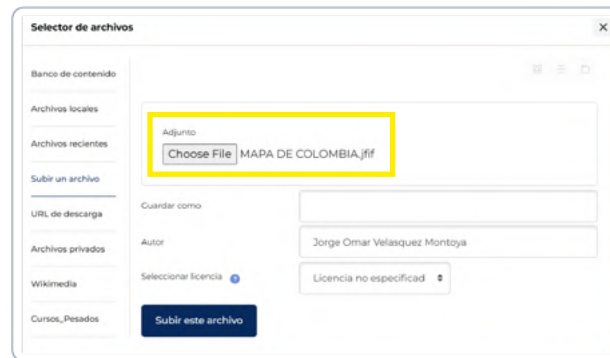 Selector de archivos
Banco de contenido
Archivos locales
Archivos recientes
Subir un archivo
URL de descarga
Archivos privados
Wikimedia
Cursos_Pesados
Adjunto
Choose File MAPA DE COLOMBIA.jfif
Guardar como
Autor
Jorge Omar Velasquez Montoya
Seleccionar licencia
Licencia no especificad
Subir este archivo